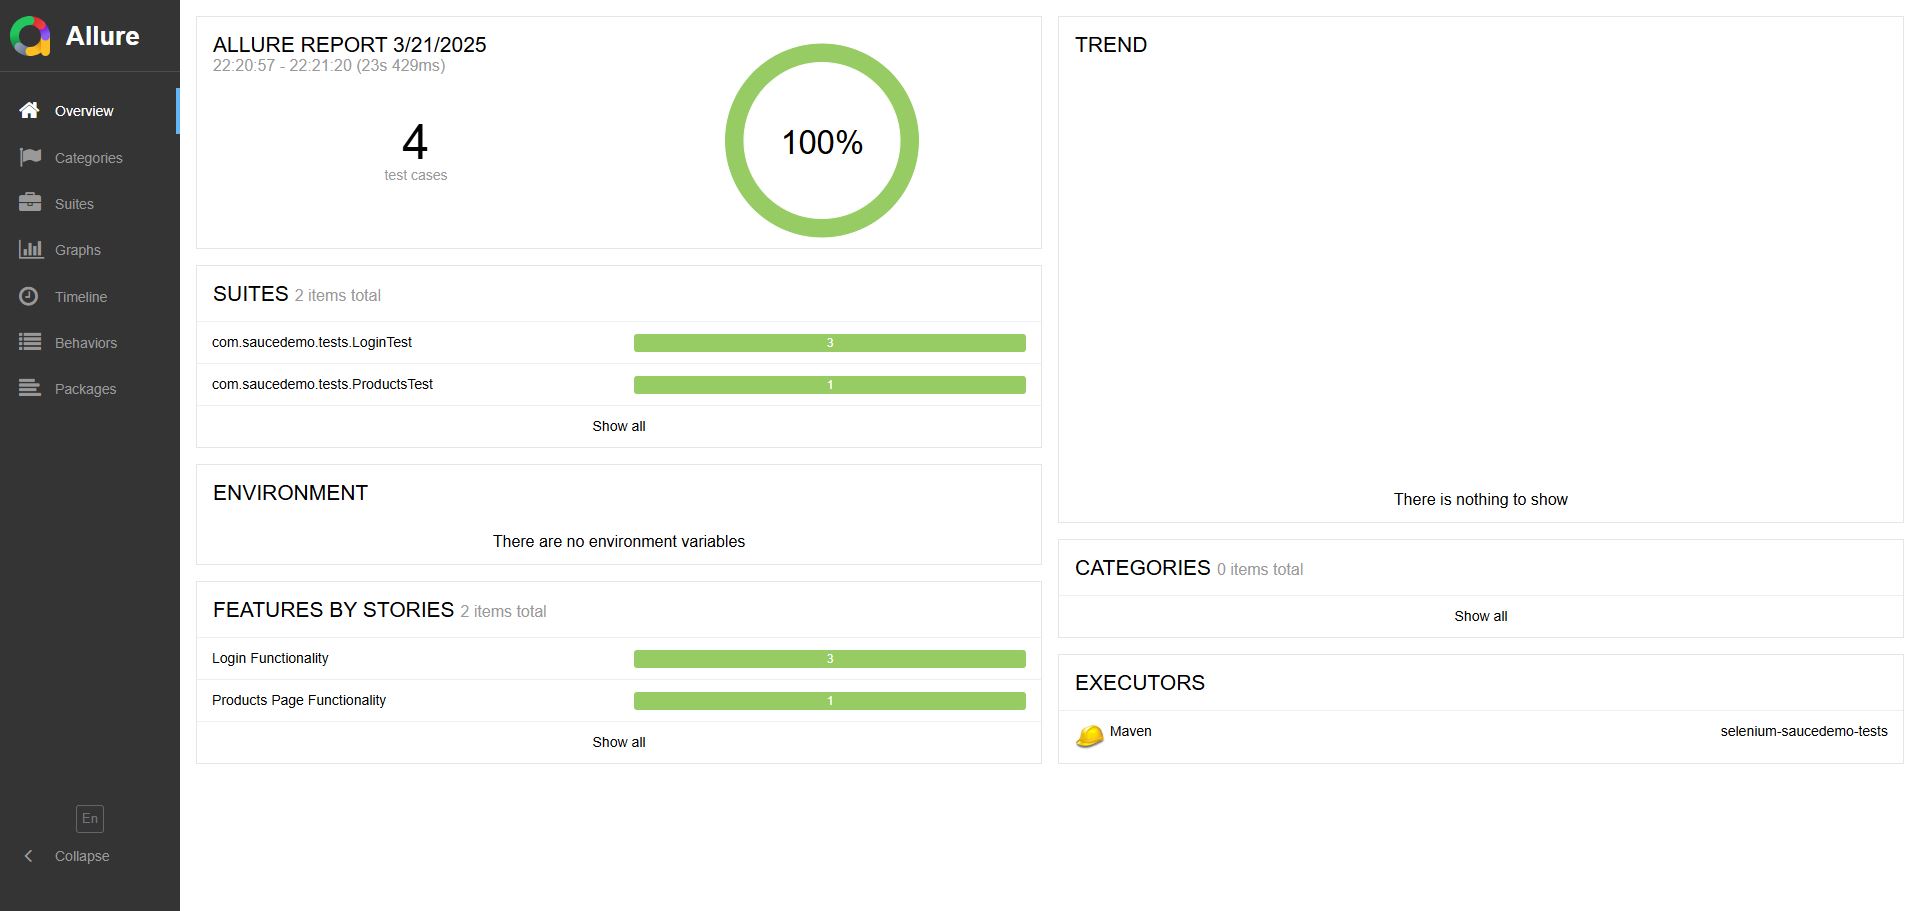 Allure
Overview
Categories
Suites
Graphs
Timeline
Behaviors
Packages
En
Collapse
ALLURE REPORT 3/21/2025
22:20:57 - 22:21:20 (23s 429ms)
4
test cases
100%
SUITES 2 items total
com.saucedemo.tests.LoginTest 3
com.saucedemo.tests.ProductsTest 1
Show all
ENVIRONMENT
There are no environment variables
FEATURES BY STORIES 2 items total
Login Functionality 3
Products Page Functionality 1
Show all
TREND
There is nothing to show
CATEGORIES 0 items total
Show all
EXECUTORS
Maven selenium-saucedemo-tests